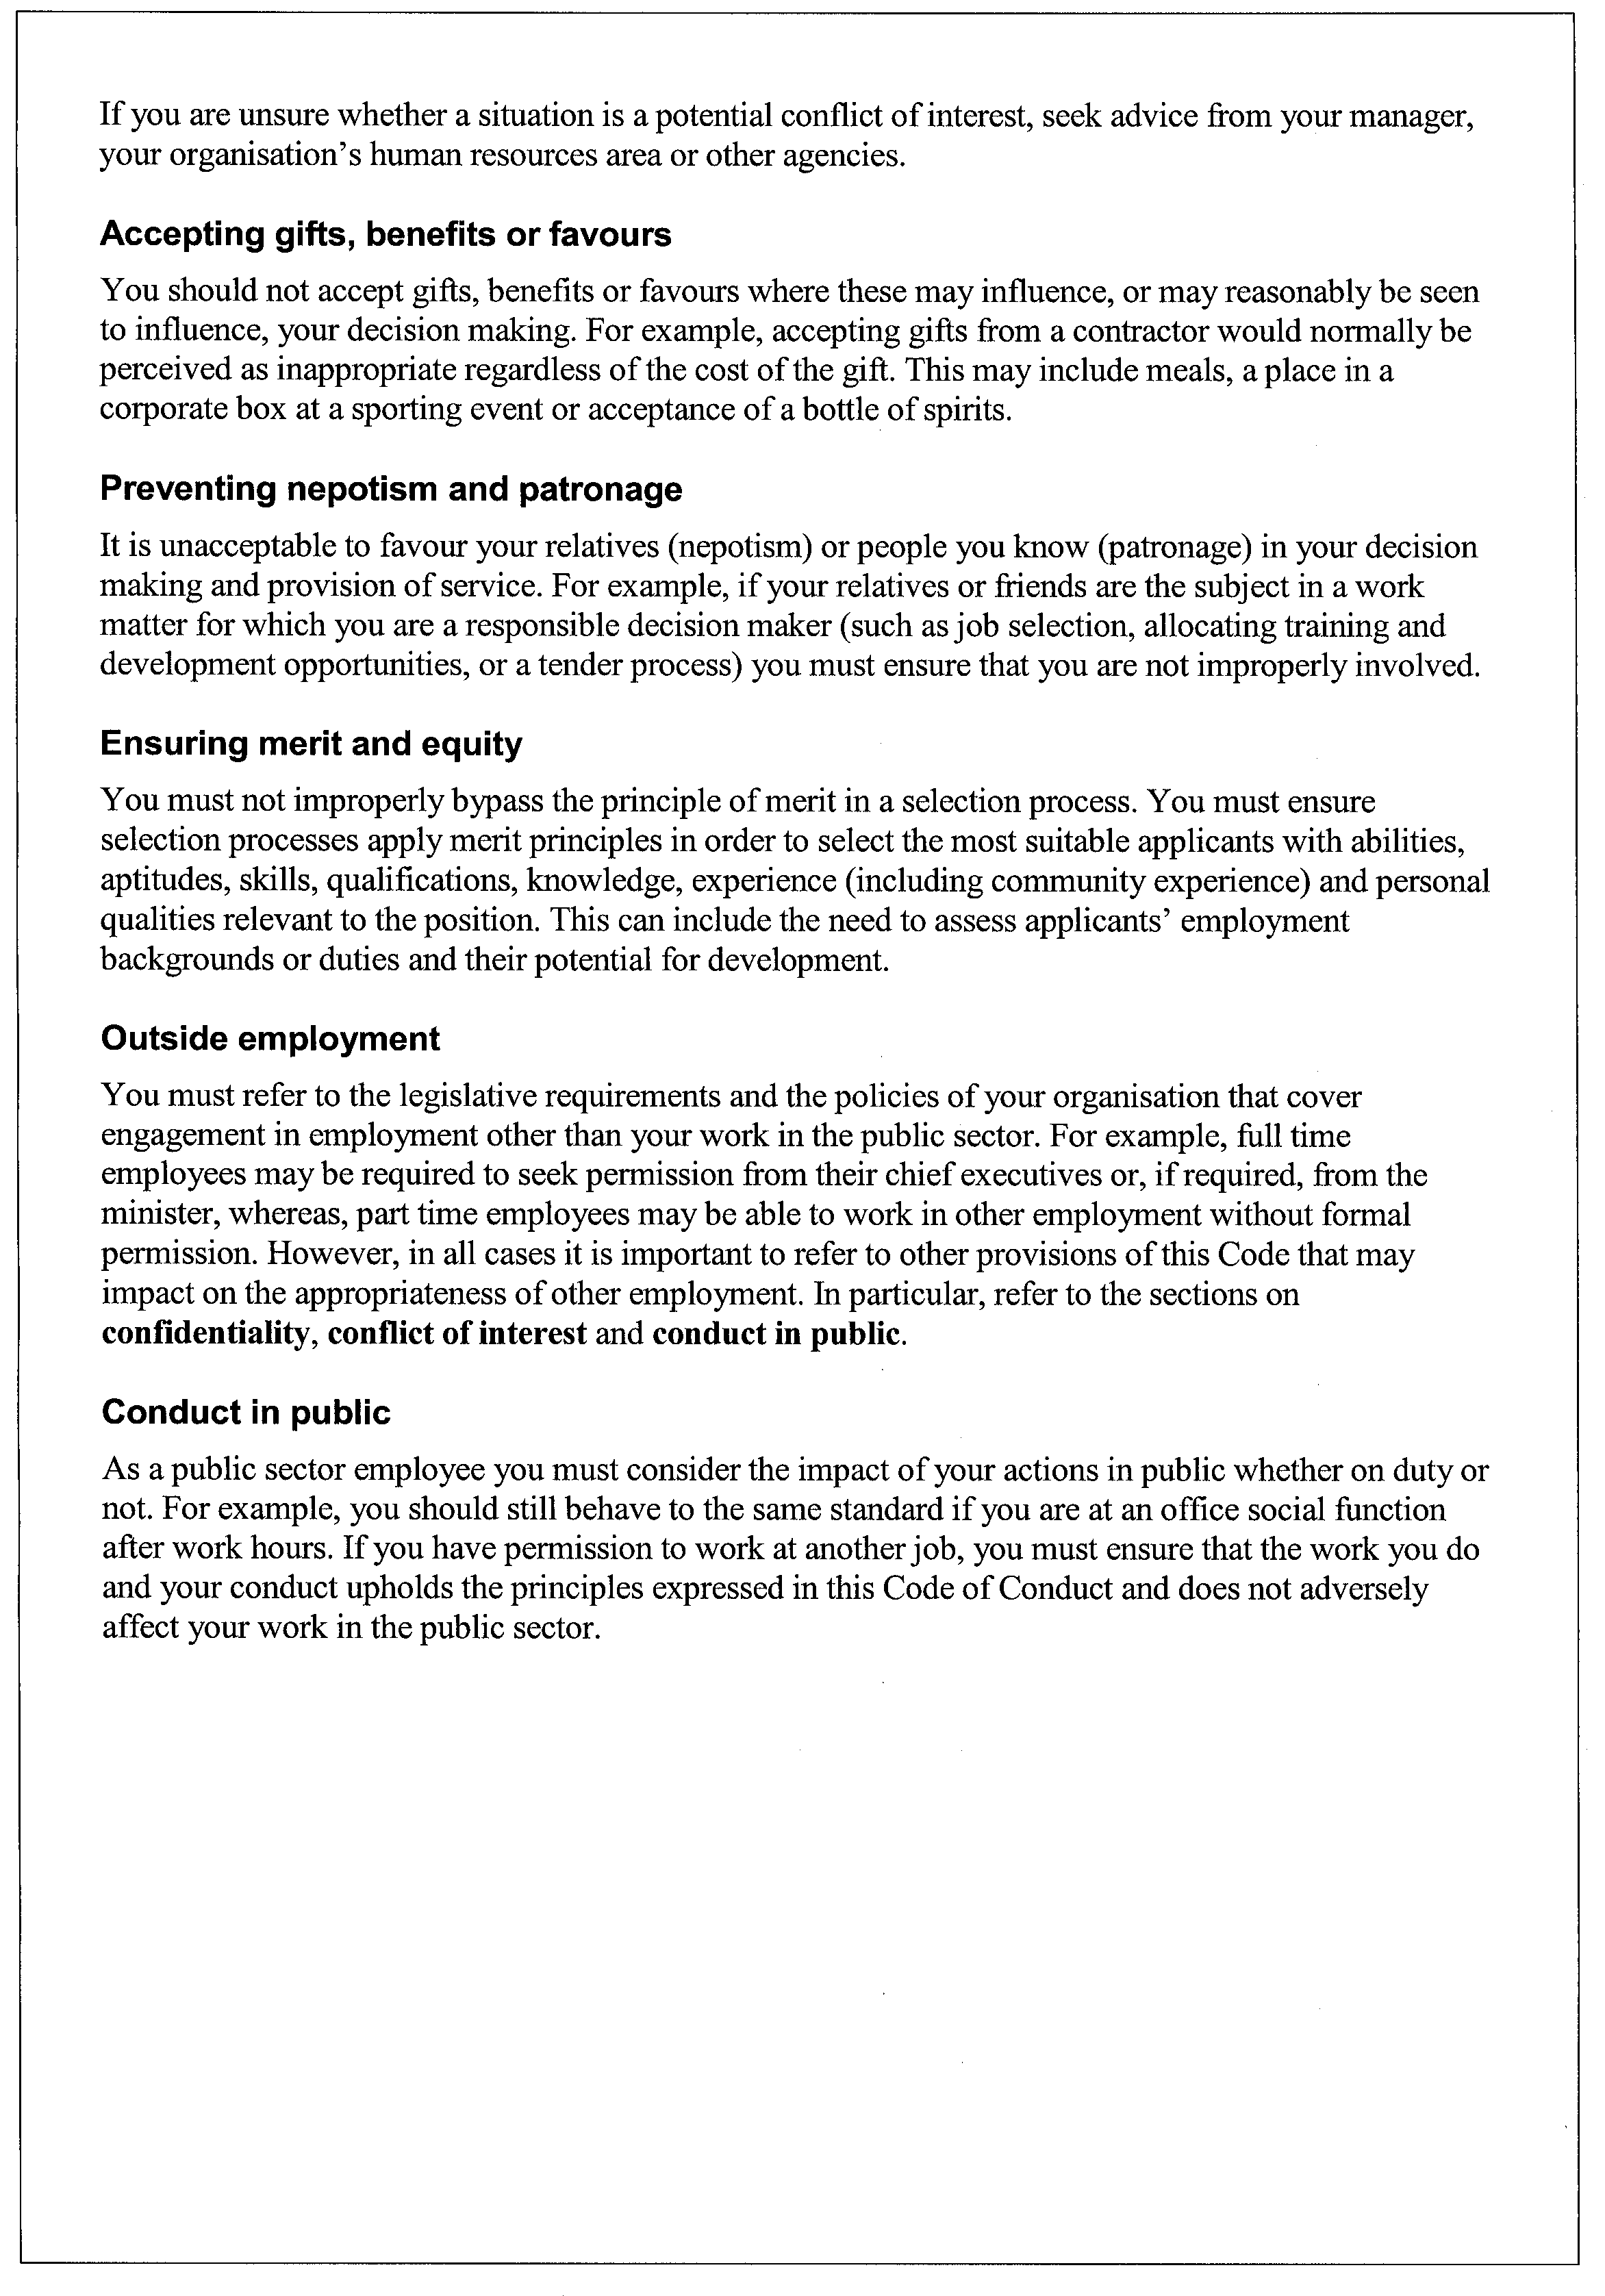 If you are unsure whether a situation is a potential conflict of interest, seek advice from your manager,
your organisation's human resources area or other agencies.
Accepting gifts, benefits or favours
You should not accept gifts, benefits or favours where these may influence, or may reasonably be seen
to influence, your decision making. For example, accepting gifts from a contractor would normally be
perceived as inappropriate regardless of the cost of the gift. This may include meals, a place in a
corporate box at a sporting event or acceptance of a bottle of spirits.
Preventing nepotism and patronage
It is unacceptable to favour your relatives (nepotism) or people you know (patronage) in your decision
making and provision of service. For example, if your relatives or friends are the subject in a work
matter for which you are a responsible decision maker (such as job selection, allocating training and
development opportunities, or a tender process) you must ensure that you are not improperly involved.
Ensuring merit and equity
You must not improperly bypass the principle of merit in a selection process. You must ensure
selection processes apply merit principles in order to select the most suitable applicants with abilities,
aptitudes, skills, qualifications, knowledge, experience (including community experience) and personal
qualities relevant to the position. This can include the need to assess applicants' employment
backgrounds or duties and their potential for development.
Outside employment
You must refer to the legislative requirements and the policies of your organisation that cover
engagement in employment other than your work in the public sector. For example, full time
employees may be required to seek permission from their chief executives or, if required, from the
minister, whereas, part time employees may be able to work in other employment without formal
permission. However, in all cases it is important to refer to other provisions of this Code that may
impact on the appropriateness of other employment. In particular, refer to the sections on
confidentiality, conflict of interest and conduct in public.
Conduct in public
As a public sector employee you must consider the impact of your actions in public whether on duty or
not. For example, you should still behave to the same standard if you are at an office social function
after work hours. If you have permission to work at another job, you must ensure that the work you do
and your conduct upholds the principles expressed in this Code of Conduct and does not adversely
affect your work in the public sector.